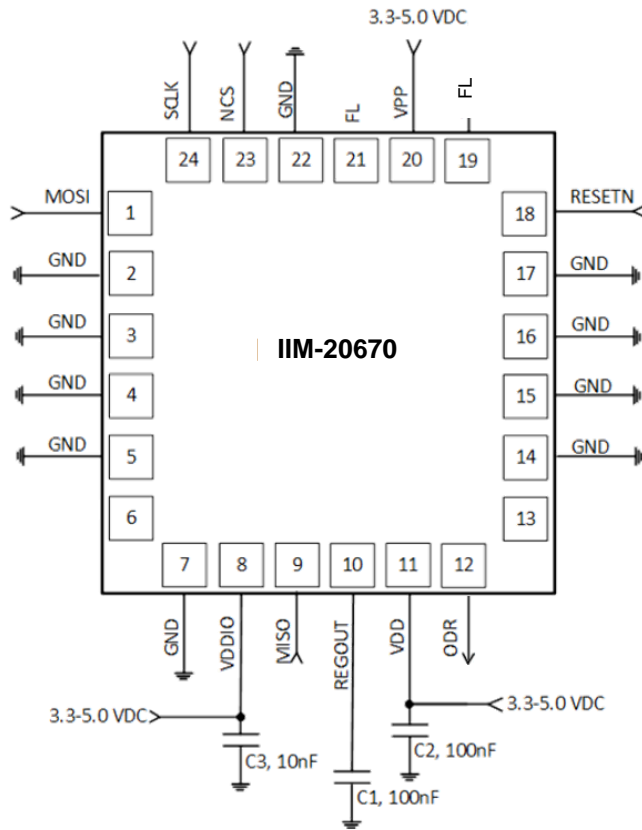 3.3-5.0 VDC
SCLK
NCS
GND
FL
VPP
FL
24
23
22
21
20
19
MOSI
1
18
RESETN
GND
2
17
GND
GND
3
16
GND
IIM-20670
GND
4
15
GND
GND
5
14
GND
6
13
7
8
9
10
11
12
GND
VDDIO
MISO
REGOUT
VDD
ODR
3.3-5.0 VDC
3.3-5.0 VDC
C3, 10nF
C2, 100nF
C1, 100nF